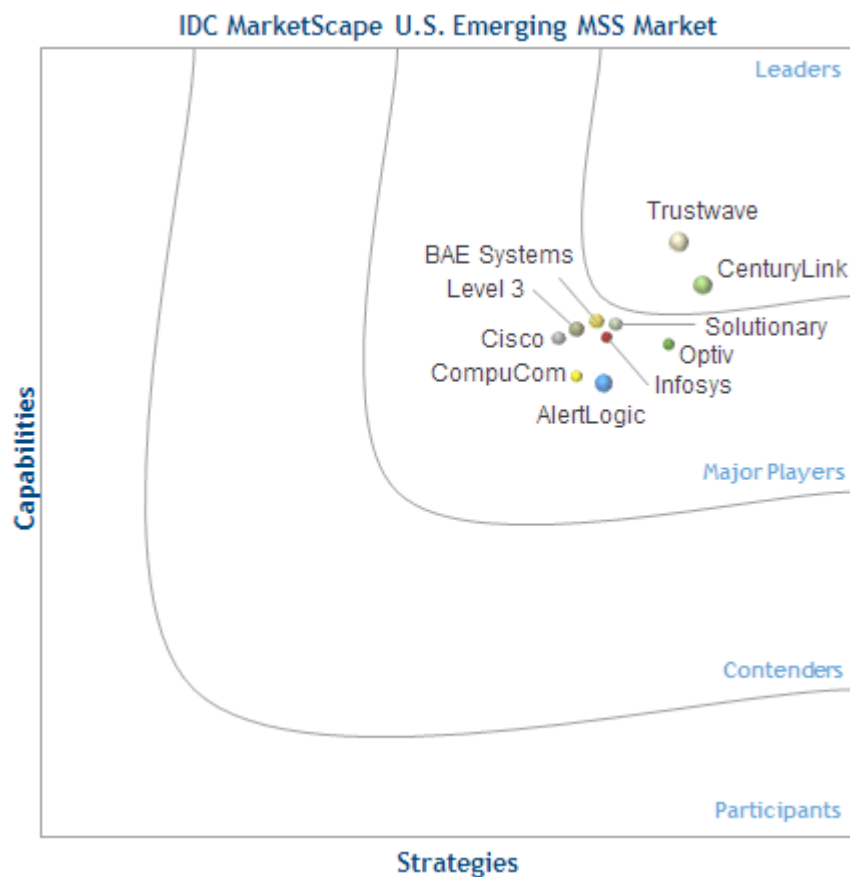 IDC MarketScape U.S. Emerging MSS Market
Leaders
Trustwave
BAE Systems
CenturyLink
Level 3
Solutionary
Cisco
Optiv
CompuCom
Infosys
AlertLogic
Major Players
Capabilities
Contenders
Participants
Strategies